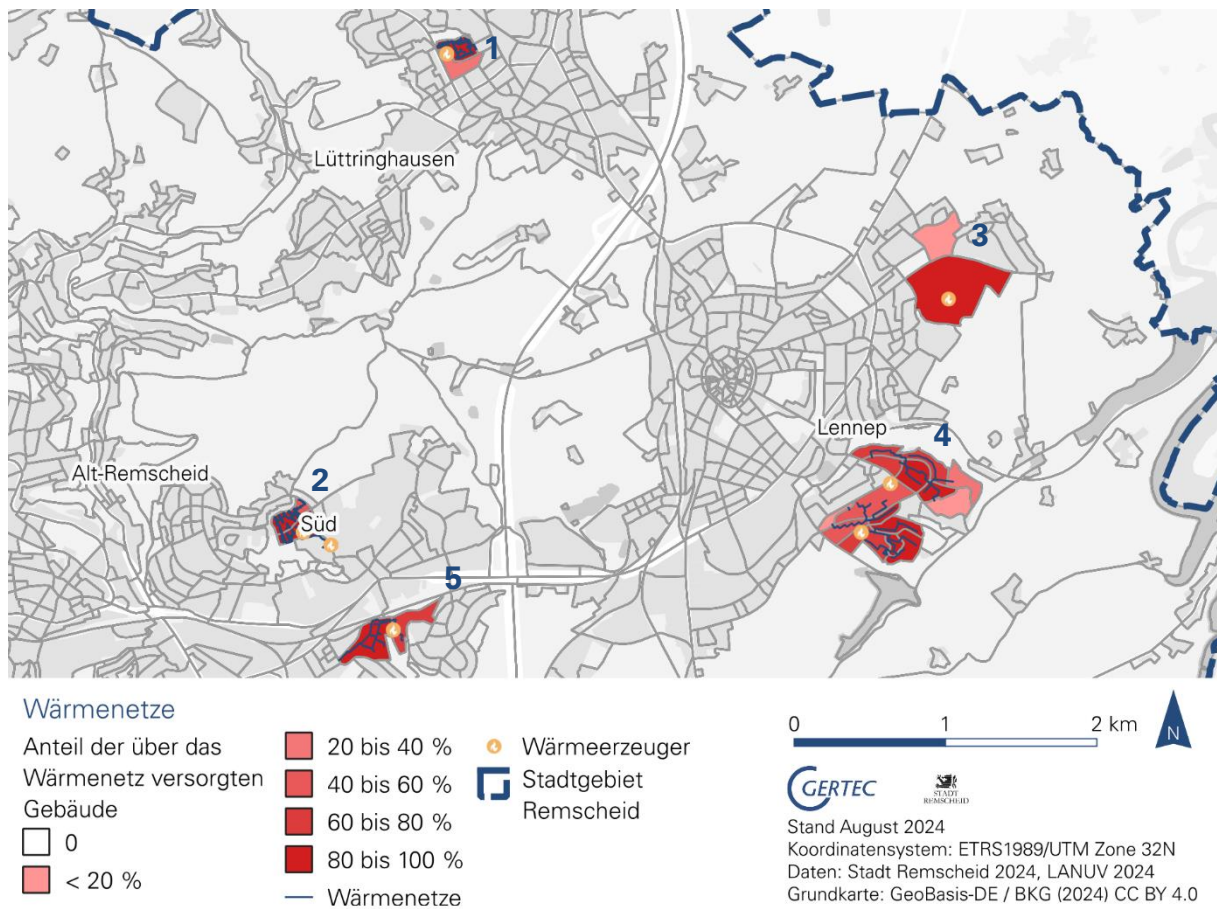 1
Lüttringhausen
3
Lennep
4
Alt-Remscheid
2
Süd
5
Wärmenetze
Anteil der über das
Wärmenetz versorgten
Gebäude
0
< 20 %
20 bis 40 %
40 bis 60 %
60 bis 80 %
80 bis 100 %
Wärmenetze
Wärmeerzeuger
Stadtgebiet
Remscheid
0 1 2 km
N
GERTEC
STADT
REMSCHEID
Stand August 2024
Koordinatensystem: ETRS1989/UTM Zone 32N
Daten: Stadt Remscheid 2024, LANUV 2024
Grundkarte: GeoBasis-DE / BKG (2024) CC BY 4.0